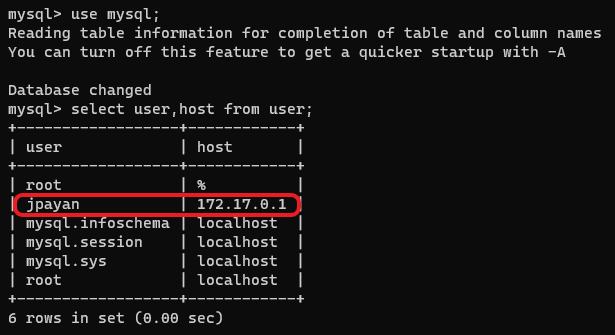 mysql> use mysql;
Reading table information for completion of table and column names
You can turn off this feature to get a quicker startup with -A

Database changed
mysql> select user,host from user;
+------------------+------------+
| user             | host       |
+------------------+------------+
| root             | %          |
| jpayan           | 172.17.0.1 |
| mysql.infoschema | localhost  |
| mysql.session    | localhost  |
| mysql.sys        | localhost  |
| root             | localhost  |
+------------------+------------+
6 rows in set (0.00 sec)